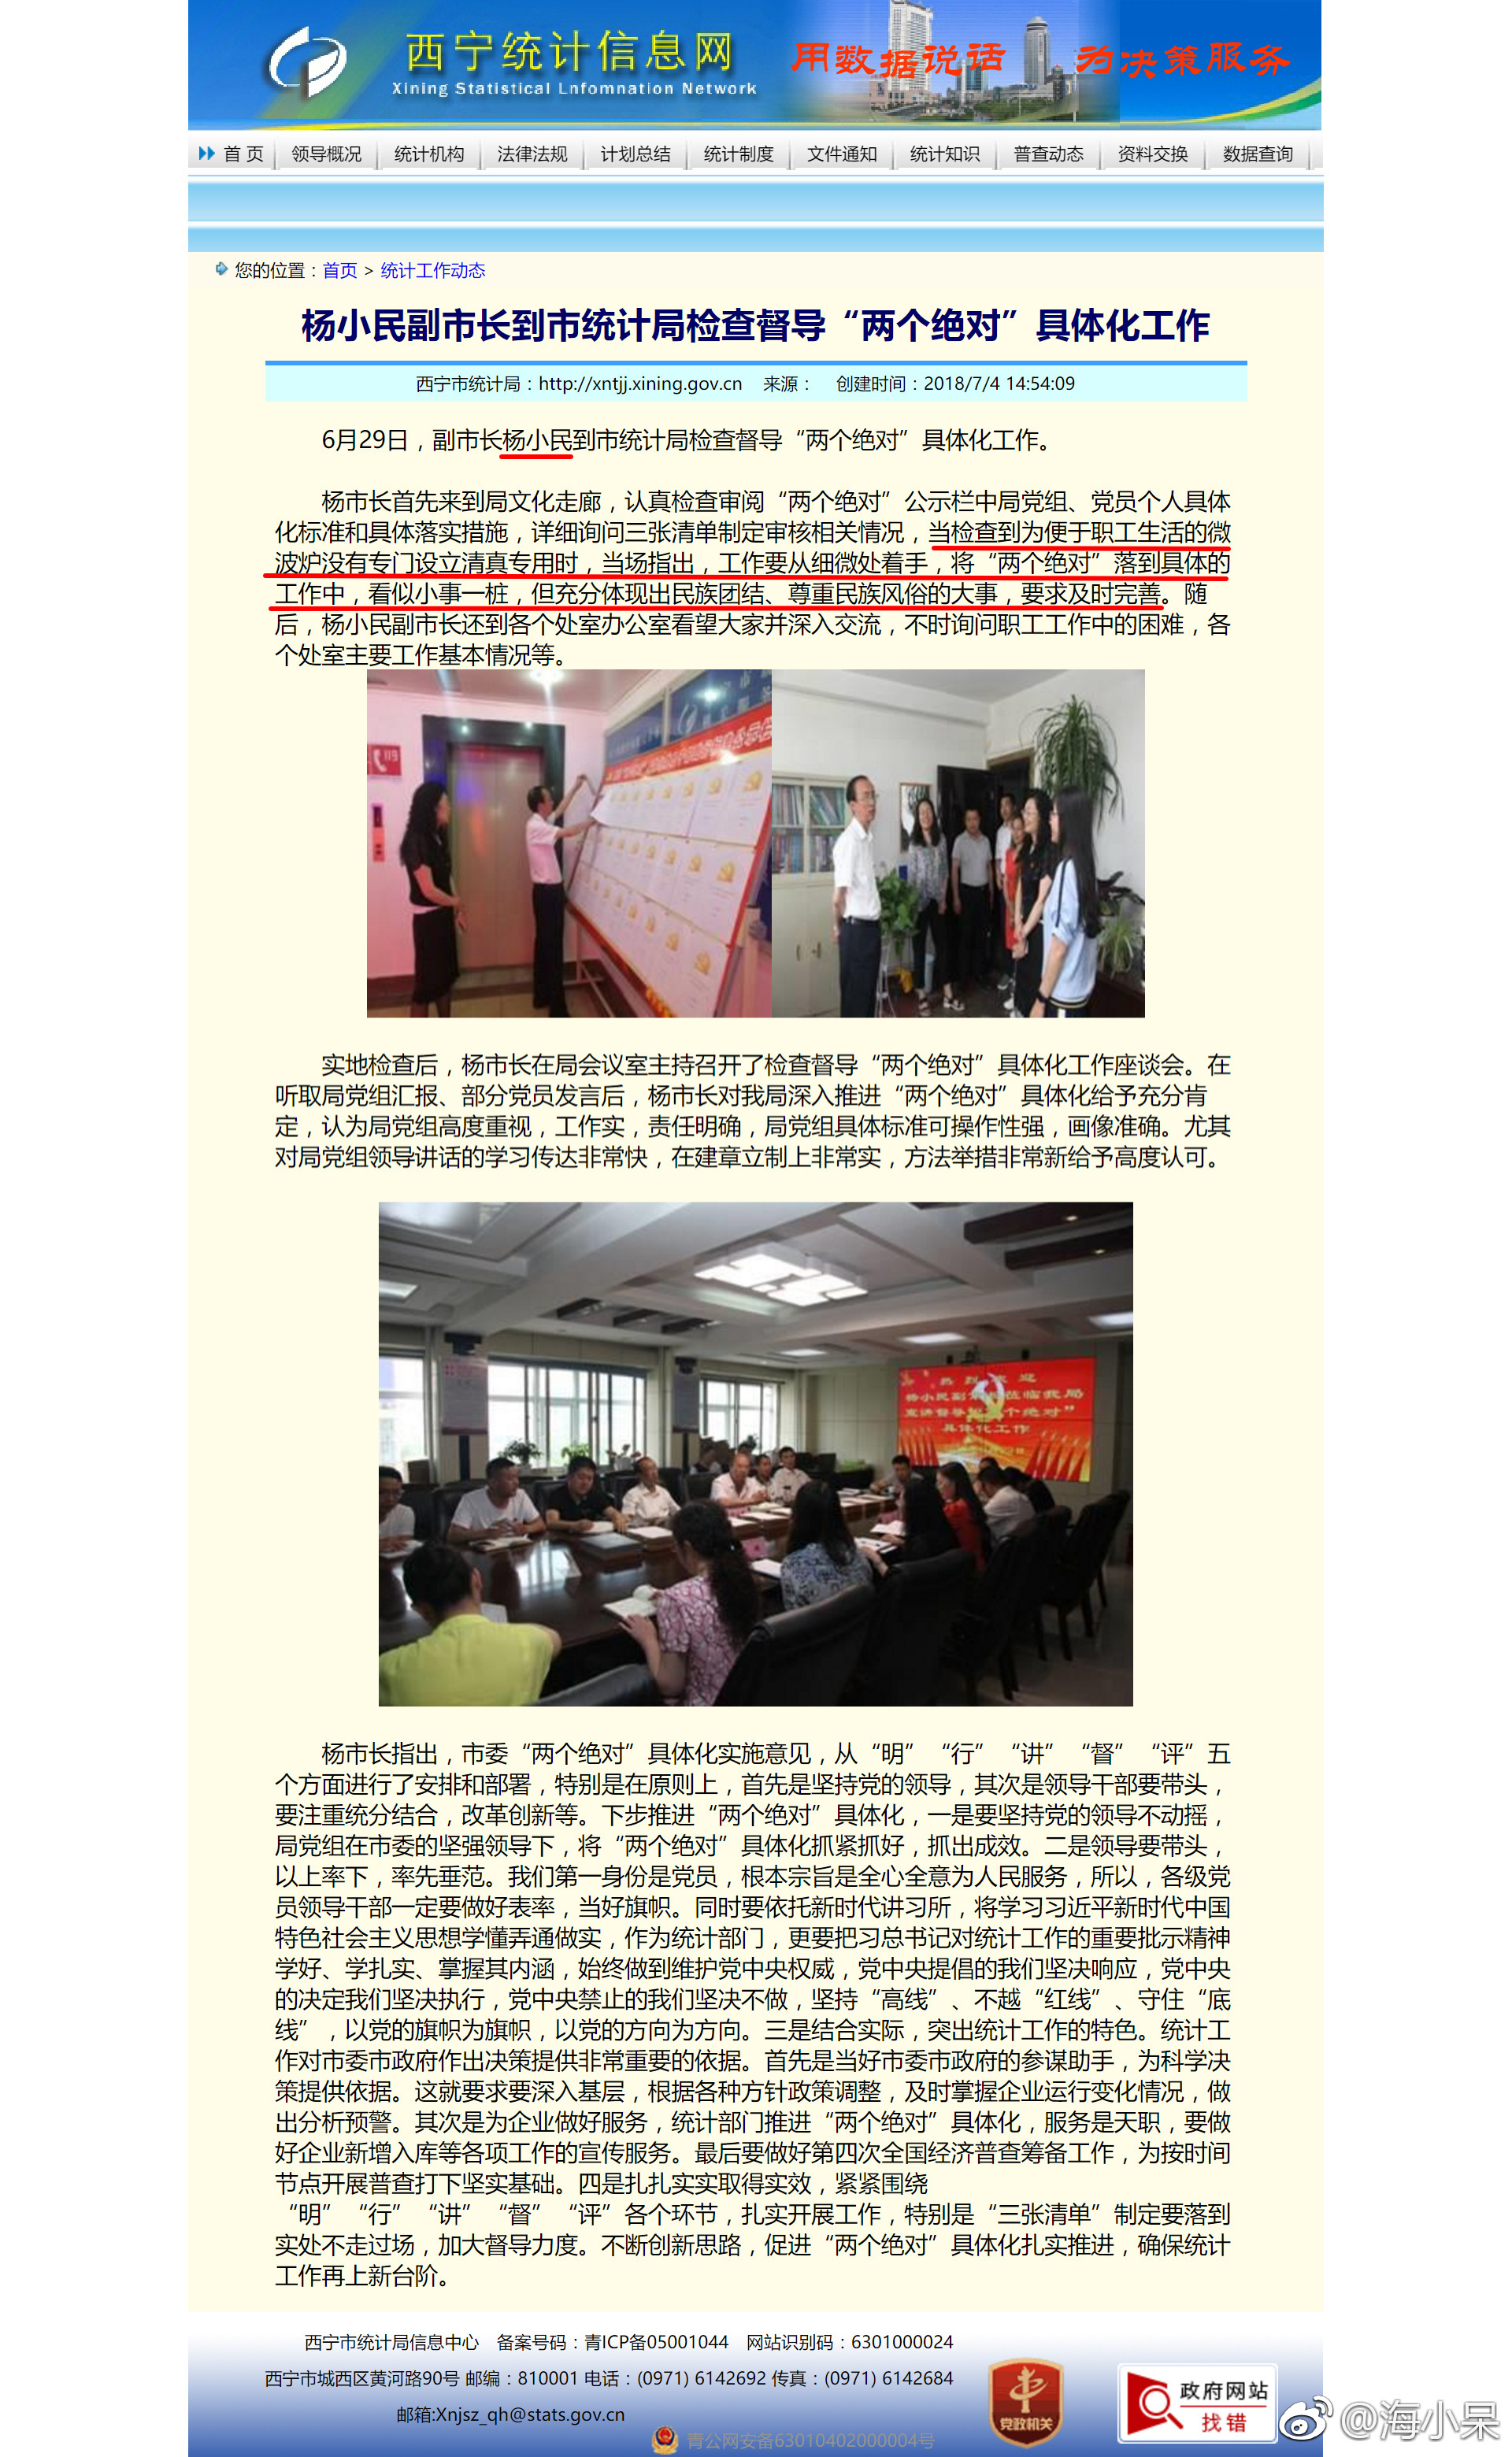 西宁统计信息网
Xining Statistical Lnfomnation Network
用数据说话 为决策服务
首 页 领导概况 统计机构 法律法规 计划总结 统计制度 文件通知 统计知识 普查动态 资料交换 数据查询
您的位置：首页 > 统计工作动态
杨小民副市长到市统计局检查督导“两个绝对”具体化工作
西宁市统计局：http://xntjj.xining.gov.cn 来源： 创建时间：2018/7/4 14:54:09
6月29日，副市长杨小民到市统计局检查督导“两个绝对”具体化工作。
杨市长首先来到局文化走廊，认真检查审阅“两个绝对”公示栏中局党组、党员个人具体
化标准和具体落实措施，详细询问三张清单制定审核相关情况，当检查到为便于职工生活的微
波炉没有专门设立清真专用时，当场指出，工作要从细微处着手，将“两个绝对”落到具体的
工作中，看似小事一桩，但充分体现出民族团结、尊重民族风俗的大事，要求及时完善。随
后，杨小民副市长还到各个处室办公室看望大家并深入交流，不时询问职工工作中的困难，各
个处室主要工作基本情况等。
119
实地检查后，杨市长在局会议室主持召开了检查督导“两个绝对”具体化工作座谈会。在
听取局党组汇报、部分党员发言后，杨市长对我局深入推进“两个绝对”具体化给予充分肯
定，认为局党组高度重视，工作实，责任明确，局党组具体标准可操作性强，画像准确。尤其
对局党组领导讲话的学习传达非常快，在建章立制上非常实，方法举措非常新给予高度认可。
热 烈 欢 迎
杨小民副市长莅临我局
宣讲督导“两个绝对”
具体化工作
杨市长指出，市委“两个绝对”具体化实施意见，从“明”“行”“讲”“督”“评”五
个方面进行了安排和部署，特别是在原则上，首先是坚持党的领导，其次是领导干部要带头，
要注重统分结合，改革创新等。下步推进“两个绝对”具体化，一是要坚持党的领导不动摇，
局党组在市委的坚强领导下，将“两个绝对”具体化抓紧抓好，抓出成效。二是领导要带头，
以上率下，率先垂范。我们第一身份是党员，根本宗旨是全心全意为人民服务，所以，各级党
员领导干部一定要做好表率，当好旗帜。同时要依托新时代讲习所，将学习习近平新时代中国
特色社会主义思想学懂弄通做实，作为统计部门，更要把习总书记对统计工作的重要批示精神
学好、学扎实、掌握其内涵，始终做到维护党中央权威，党中央提倡的我们坚决响应，党中央
的决定我们坚决执行，党中央禁止的我们坚决不做，坚持“高线”、不越“红线”、守住“底
线”，以党的旗帜为旗帜，以党的方向为方向。三是结合实际，突出统计工作的特色。统计工
作对市委市政府作出决策提供非常重要的依据。首先是当好市委市政府的参谋助手，为科学决
策提供依据。这就要求要深入基层，根据各种方针政策调整，及时掌握企业运行变化情况，做
出分析预警。其次是为企业做好服务，统计部门推进“两个绝对”具体化，服务是天职，要做
好企业新增入库等各项工作的宣传服务。最后要做好第四次全国经济普查筹备工作，为按时间
节点开展普查打下坚实基础。四是扎扎实实取得实效，紧紧围绕
“明”“行”“讲”“督”“评”各个环节，扎实开展工作，特别是“三张清单”制定要落到
实处不走过场，加大督导力度。不断创新思路，促进“两个绝对”具体化扎实推进，确保统计
工作再上新台阶。
西宁市统计局信息中心 备案号码：青ICP备05001044 网站识别码：6301000024
西宁市城西区黄河路90号 邮编：810001 电话：(0971) 6142692 传真：(0971) 6142684
邮箱:Xnjsz_qh@stats.gov.cn
青公网安备63010402000004号
党政机关
政府网站
找错
@海小呆